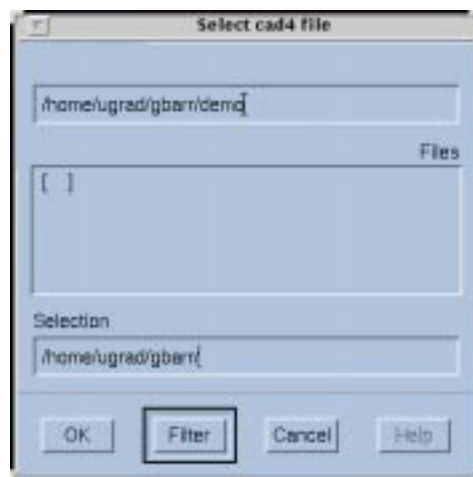 Select cad4 file
/home/ugrad/gbarr/demo
Files
[ ]
Selection
/home/ugrad/gbarr/
OK Filter Cancel Help